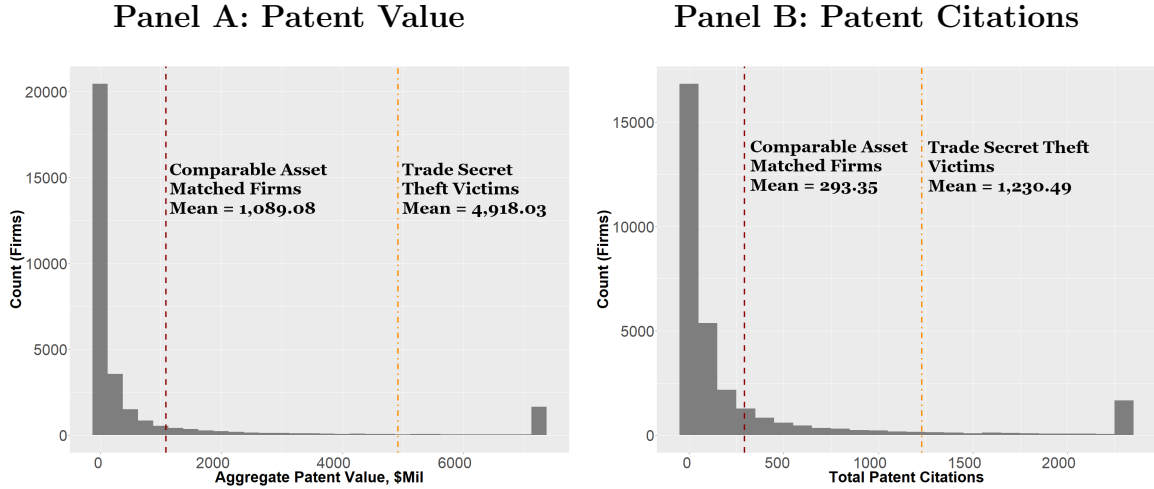 Panel A: Patent Value
20000
15000
10000
5000
0
Count (Firms)
Comparable Asset
Matched Firms
Mean = 1,089.08
Trade Secret
Theft Victims
Mean = 4,918.03
0
2000
4000
6000
Aggregate Patent Value, $Mil
Panel B: Patent Citations
15000
10000
5000
0
Count (Firms)
Comparable Asset
Matched Firms
Mean = 293.35
Trade Secret Theft
Victims
Mean = 1,230.49
0
500
1000
1500
2000
Total Patent Citations